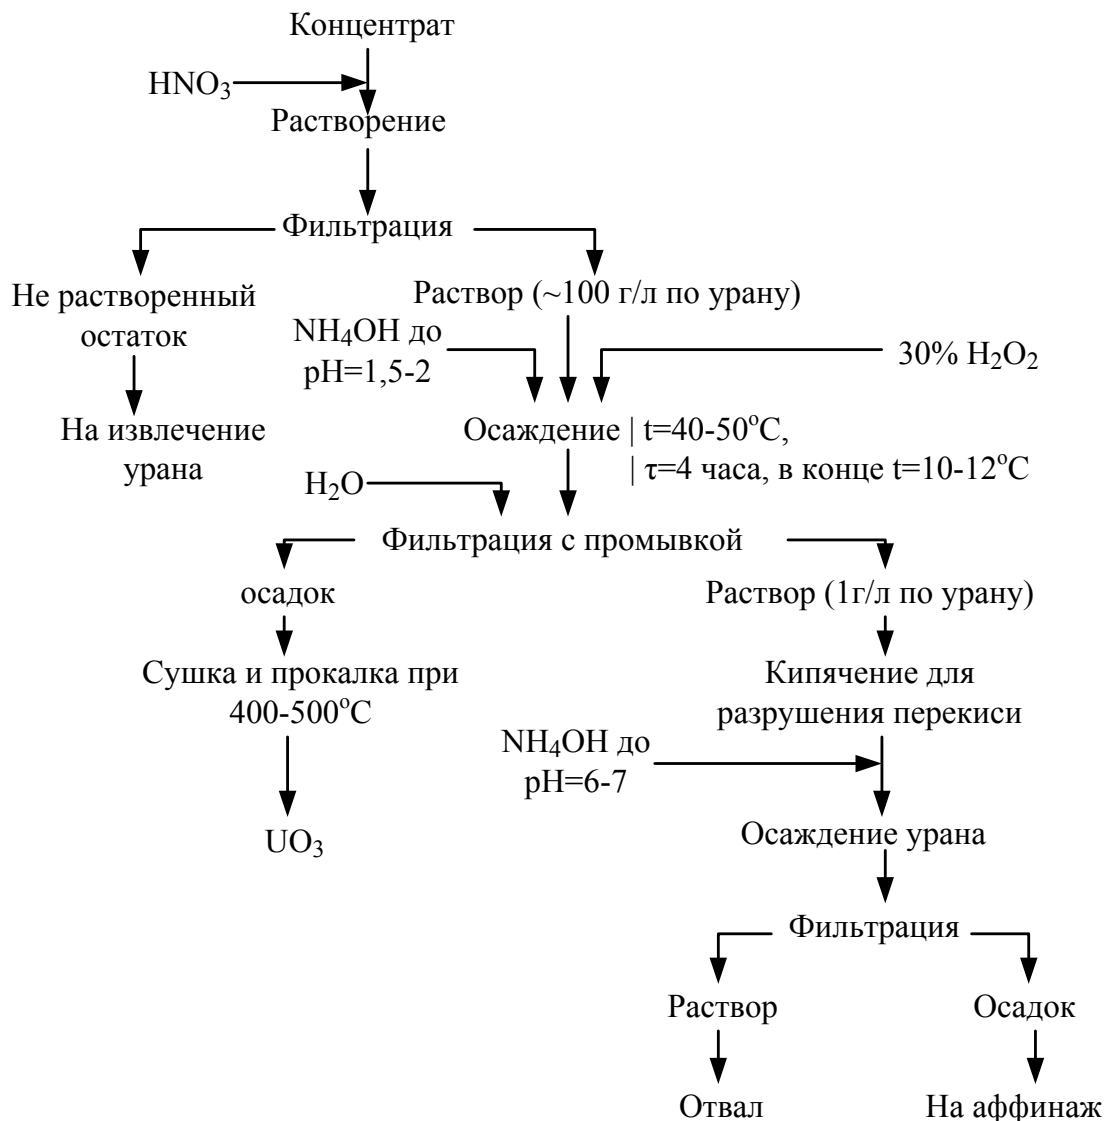 Концентрат
HNO₃
Растворение
Фильтрация
Не растворенный
остаток
Раствор (~100 г/л по урану)
NH₄OH до
pH=1,5-2
30% H₂O₂
На извлечение
урана
Осаждение | t=40-50°C,
| τ=4 часа, в конце t=10-12°C
H₂O
Фильтрация с промывкой
осадок
Раствор (1г/л по урану)
Сушка и прокалка при
400-500°C
Кипячение для
разрушения перекиси
NH₄OH до
pH=6-7
UO₃
Осаждение урана
Фильтрация
Раствор
Осадок
Отвал
На аффинаж